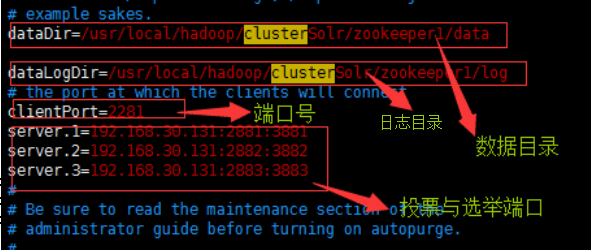 # example sakes.
dataDir=/usr/local/hadoop/clusterSolr/zookeeper1/data
dataLogDir=/usr/local/hadoop/clusterSolr/zookeeper1/log
# the port at which the clients will connect
clientPort=2281
端口号
日志目录
数据目录
server.1=192.168.30.131:2881:3881
server.2=192.168.30.131:2882:3882
server.3=192.168.30.131:2883:3883
#
投票与选举端口
# Be sure to read the maintenance section of the
# administrator guide before turning on autopurge.
#